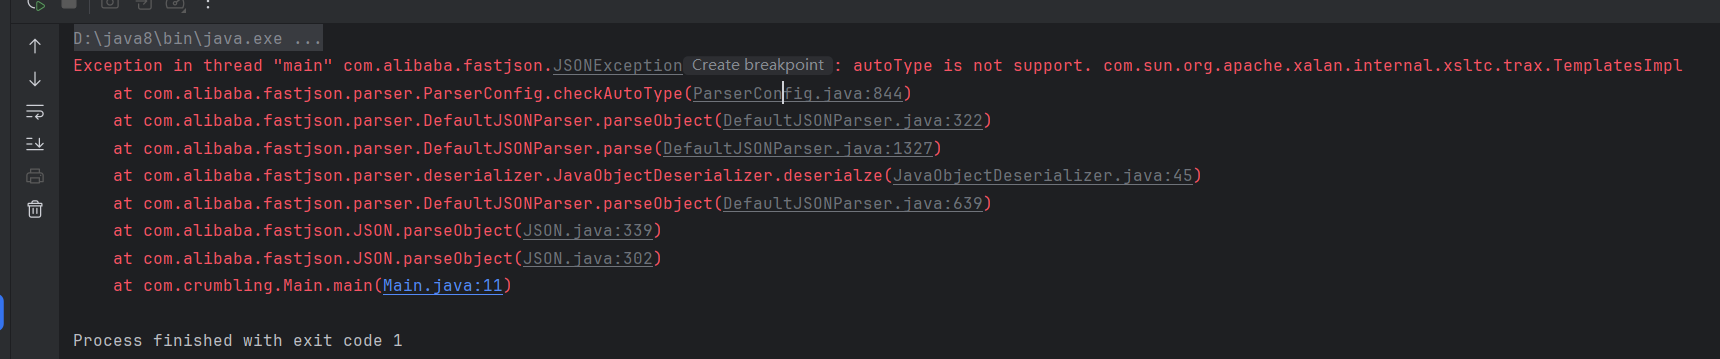 D:\java8\bin\java.exe ...
Exception in thread "main" com.alibaba.fastjson.JSONException Create breakpoint : autoType is not support. com.sun.org.apache.xalan.internal.xsltc.trax.TemplatesImpl
at com.alibaba.fastjson.parser.ParserConfig.checkAutoType(ParserConfig.java:844)
at com.alibaba.fastjson.parser.DefaultJSONParser.parseObject(DefaultJSONParser.java:322)
at com.alibaba.fastjson.parser.DefaultJSONParser.parse(DefaultJSONParser.java:1327)
at com.alibaba.fastjson.parser.deserializer.JavaObjectDeserializer.deserialze(JavaObjectDeserializer.java:45)
at com.alibaba.fastjson.parser.DefaultJSONParser.parseObject(DefaultJSONParser.java:639)
at com.alibaba.fastjson.JSON.parseObject(JSON.java:339)
at com.alibaba.fastjson.JSON.parseObject(JSON.java:302)
at com.crumbling.Main.main(Main.java:11)
Process finished with exit code 1